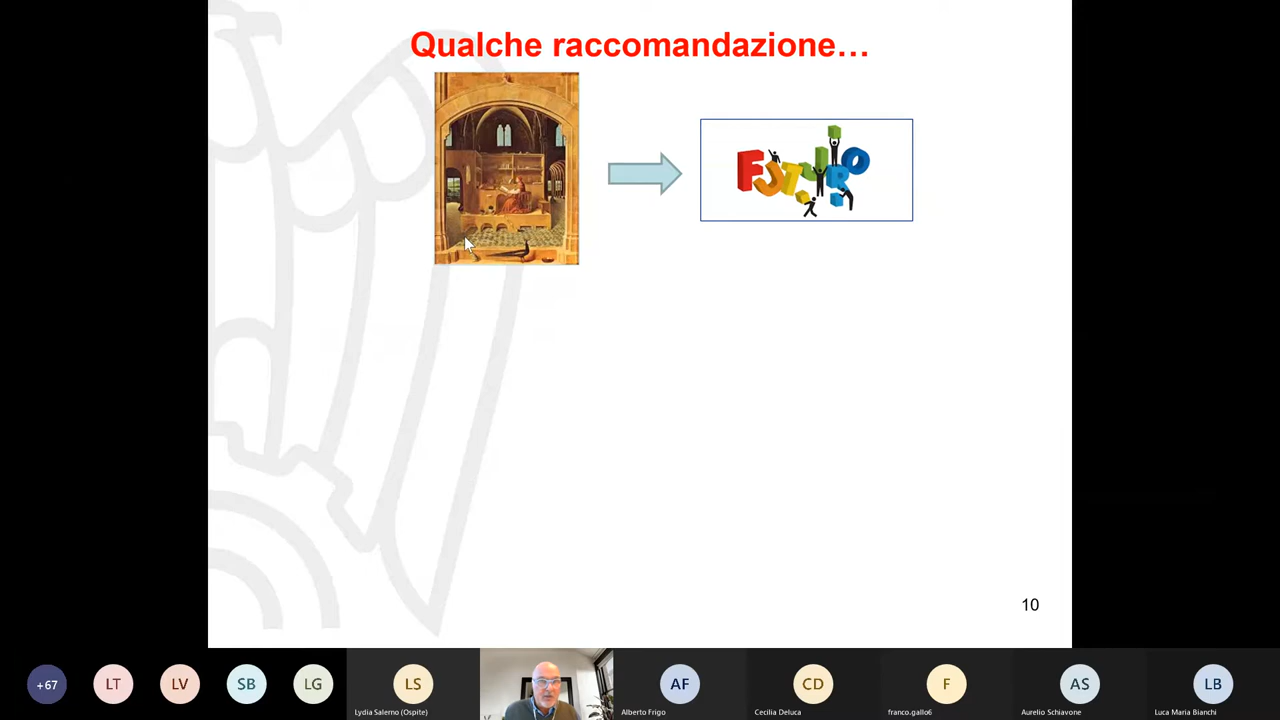 Qualche raccomandazione…
FUTURO
10
+67
LT
LV
SB
LG
LS
AF
CD
F
AS
LB
Lydia Salerno (Ospite)
Alberto Frigo
Cecilia Deluca
franco.gallo6
Aurelio Schiavone
Luca Maria Bianchi